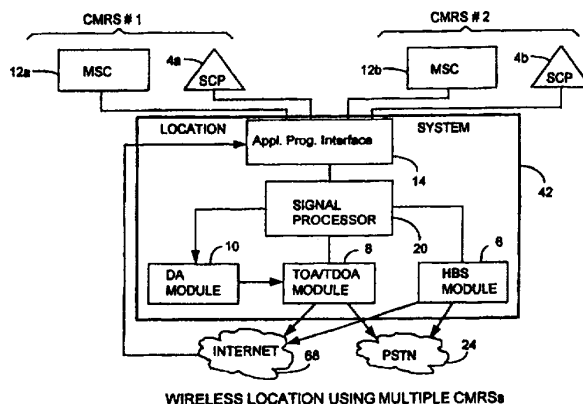 CMRS # 1
CMRS # 2
12a
MSC
4a
SCP
12b
MSC
4b
SCP
LOCATION
SYSTEM
Appl. Prog. Interface
14
42
SIGNAL
PROCESSOR
20
10
8
6
DA MODULE
TOA/TDOA
MODULE
HBS
MODULE
INTERNET
68
PSTN
24
WIRELESS LOCATION USING MULTIPLE CMRSs